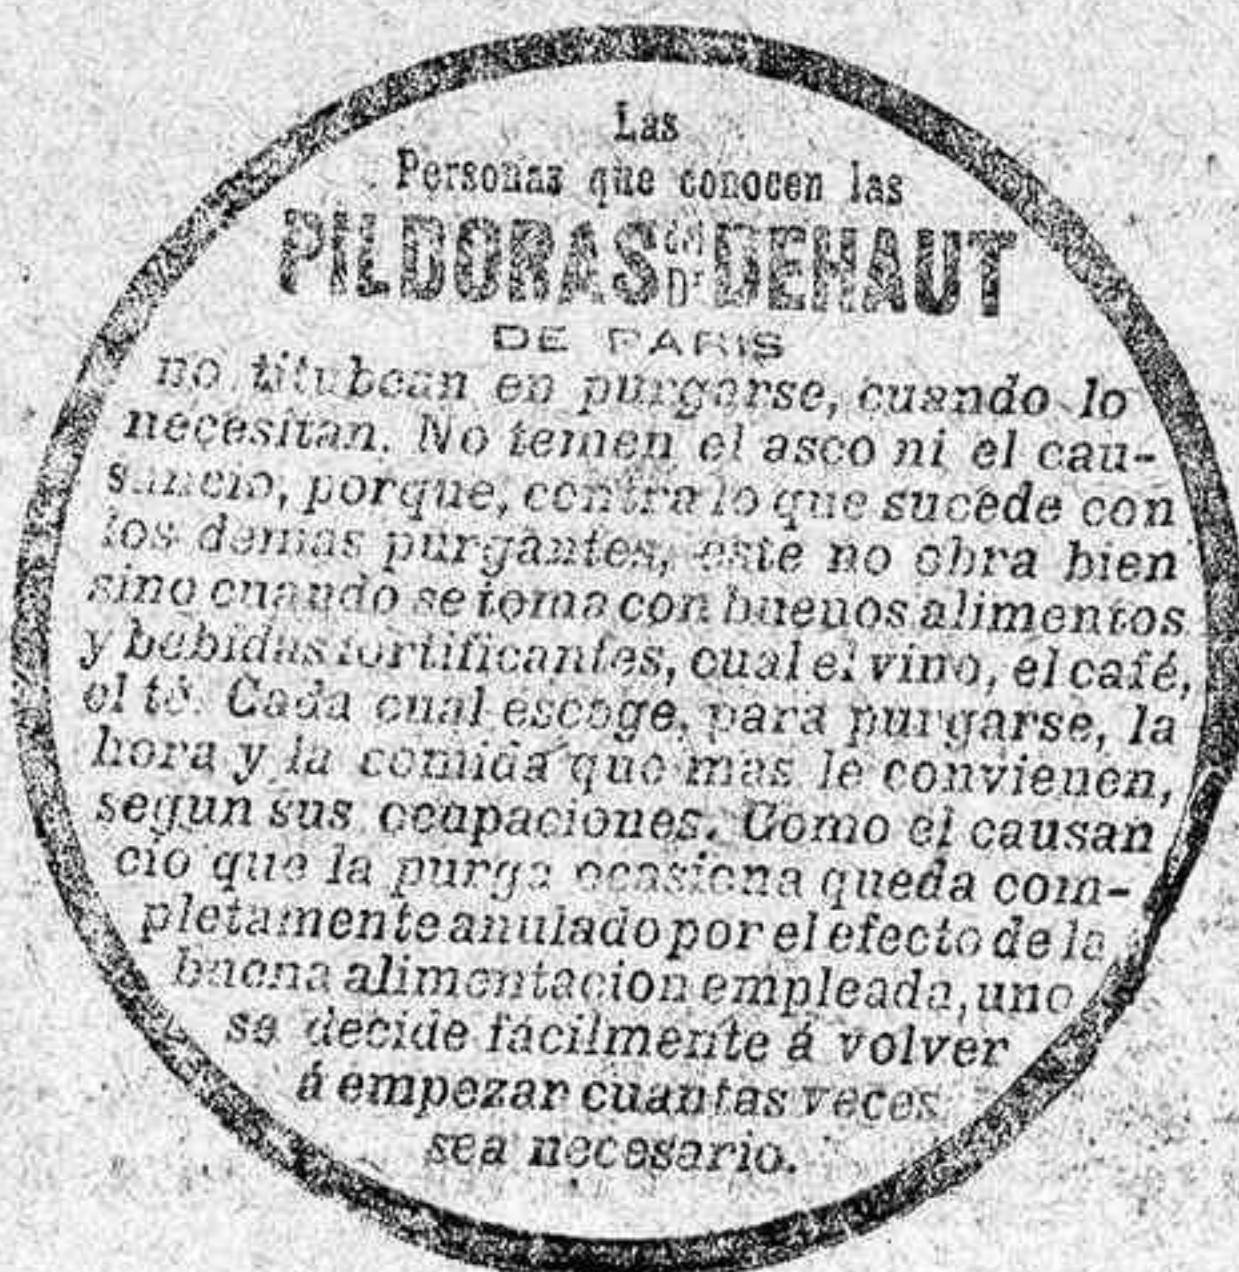 Las
Personas que conocen las
PILDORAS DEL DR DEHAUT
DE PARIS
no titubean en purgarse, cuando lo
necesitan. No temen el asco ni el cau-
sancio, porque, contra lo que sucede con
los demas purgantes, este no obra bien
sino cuando se toma con buenos alimentos
y bebidas fortificantes, cual el vino, el café,
el té. Cada cual escoge, para purgarse, la
hora y la comida que mas le convienen,
segun sus ocupaciones. Como el causan
cio que la purga ocasiona queda com-
pletamente anulado por el efecto de la
buena alimentacion empleada, uno
se decide fácilmente á volver
á empezar cuantas veces
sea necesario.